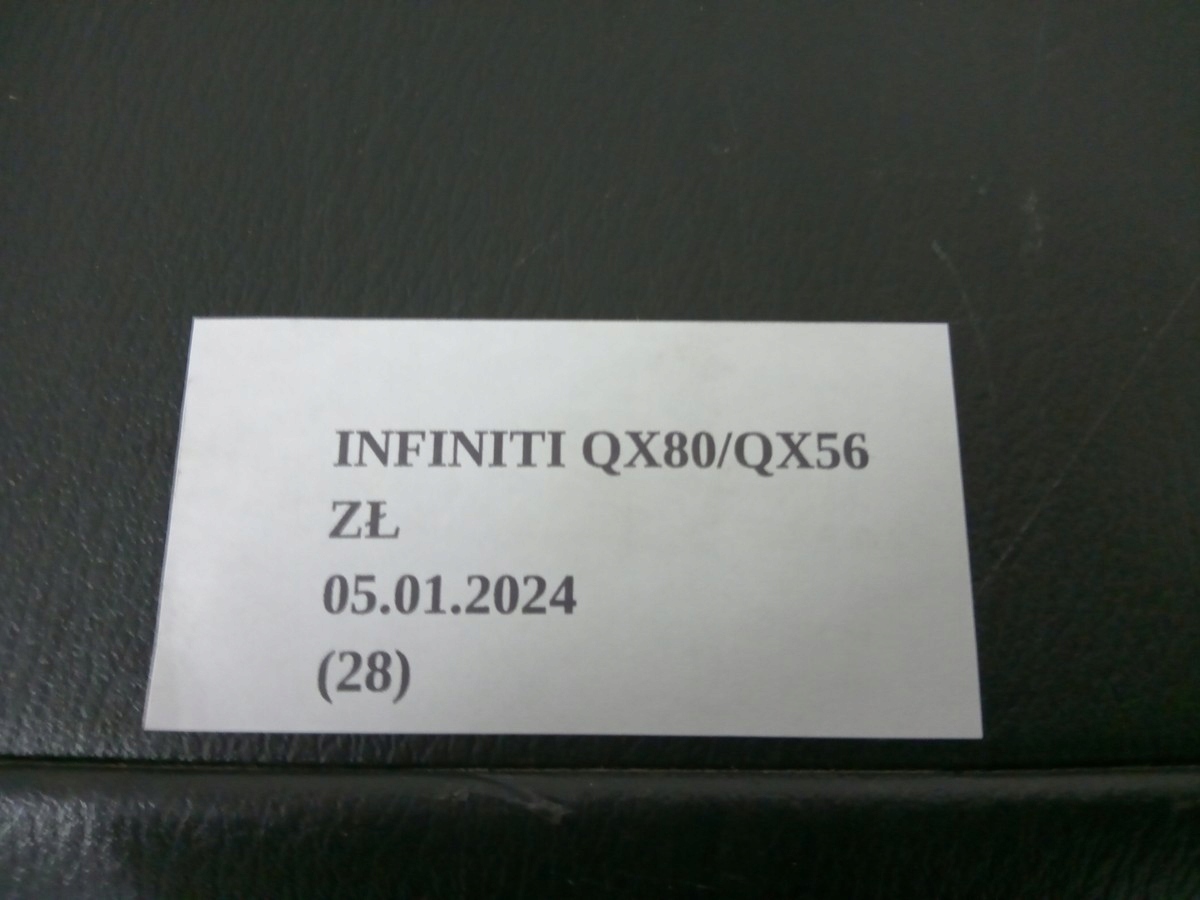 INFINITI QX80/QX56
ZŁ
05.01.2024
(28)